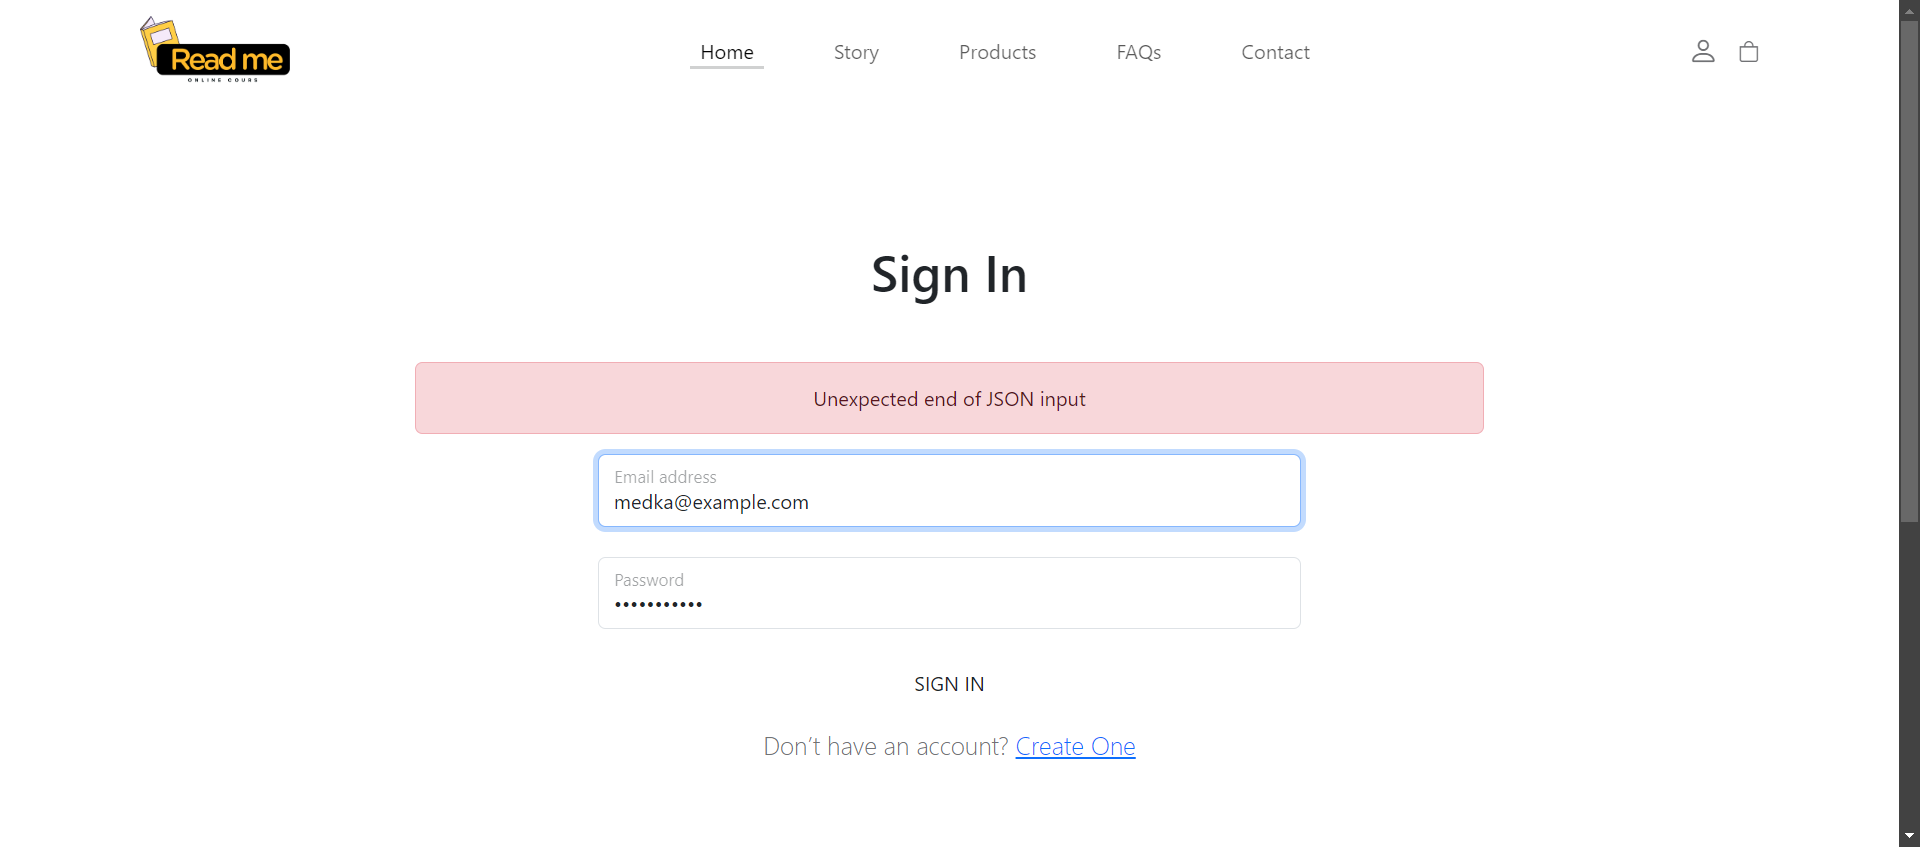 Read me
ONLINE COURS
Home Story Products FAQs Contact
Sign In
Unexpected end of JSON input
Email address
medka@example.com
Password
•••••••••••
SIGN IN
Don’t have an account? Create One